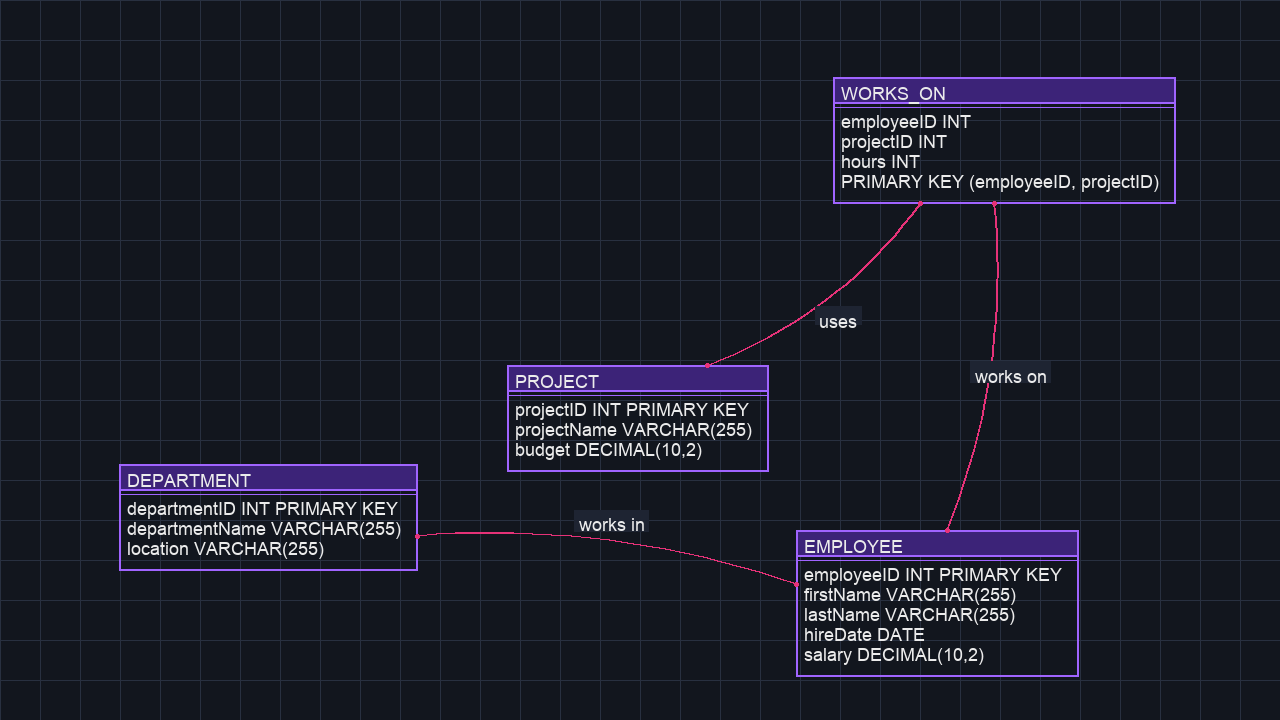 WORKS_ON
employeeID INT
projectID INT
hours INT
PRIMARY KEY (employeeID, projectID)
uses
works on
PROJECT
projectID INT PRIMARY KEY
projectName VARCHAR(255)
budget DECIMAL(10,2)
DEPARTMENT
departmentID INT PRIMARY KEY
departmentName VARCHAR(255)
location VARCHAR(255)
works in
EMPLOYEE
employeeID INT PRIMARY KEY
firstName VARCHAR(255)
lastName VARCHAR(255)
hireDate DATE
salary DECIMAL(10,2)